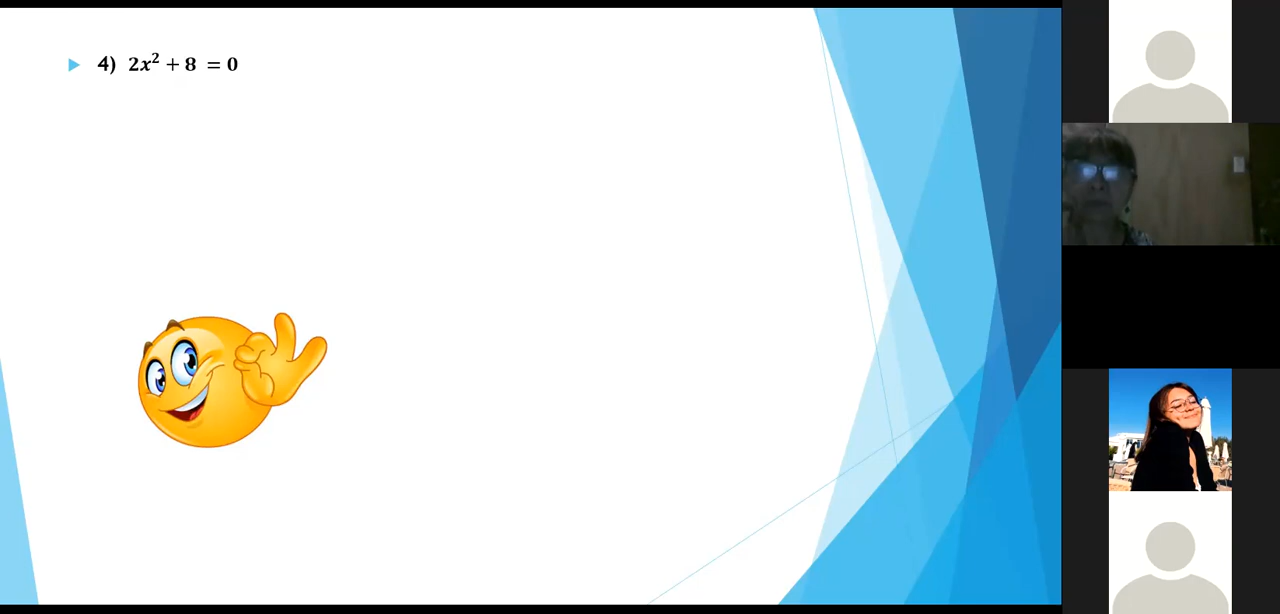 4) 2x² + 8 = 0